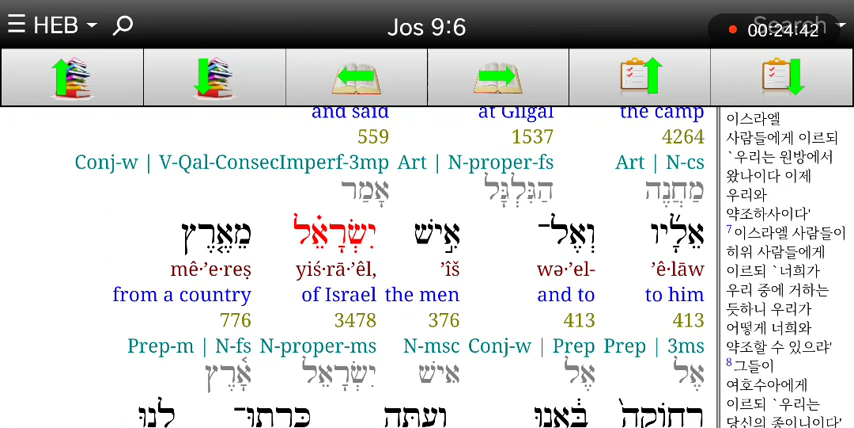 ☰ HEB Jos 9:6 Search 00:24:42
and said at Gilgal the camp
559 1537 4264
Conj-w | V-Qal-ConsecImperf-3mp Art | N-proper-fs Art | N-cs
מַחֲנֶה הַגִּלְגָּל אָמַר
אֵלָ֜יו וְאֶל־ אִ֣ישׁ יִשְׂרָאֵ֗ל מֵאֶ֤רֶץ
mê·’e·reṣ yiś·rā·’êl, ’îš wə·’el- ’ê·lāw
from a country of Israel the men and to to him
776 3478 376 413 413
Prep-m | N-fs N-proper-ms N-msc Conj-w | Prep Prep | 3ms
אֶל אֶל אִישׁ יִשְׂרָאֵל אֶ֫רֶץ
רְחוֹקָה֙ בָּ֔אנוּ וְעַתָּה כִּרְתוּ־ לָנוּ
이스라엘
사람들에게 이르되
`우리는 원방에서
왔나이다 이제
우리와
약조하사이다'
7이스라엘 사람들이
히위 사람들에게
이르되 `너희가
우리 중에 거하는
듯하니 우리가
어떻게 너희와
약조할 수 있으랴'
8그들이
여호수아에게
이르되 `우리는
당신의 종이니이다'